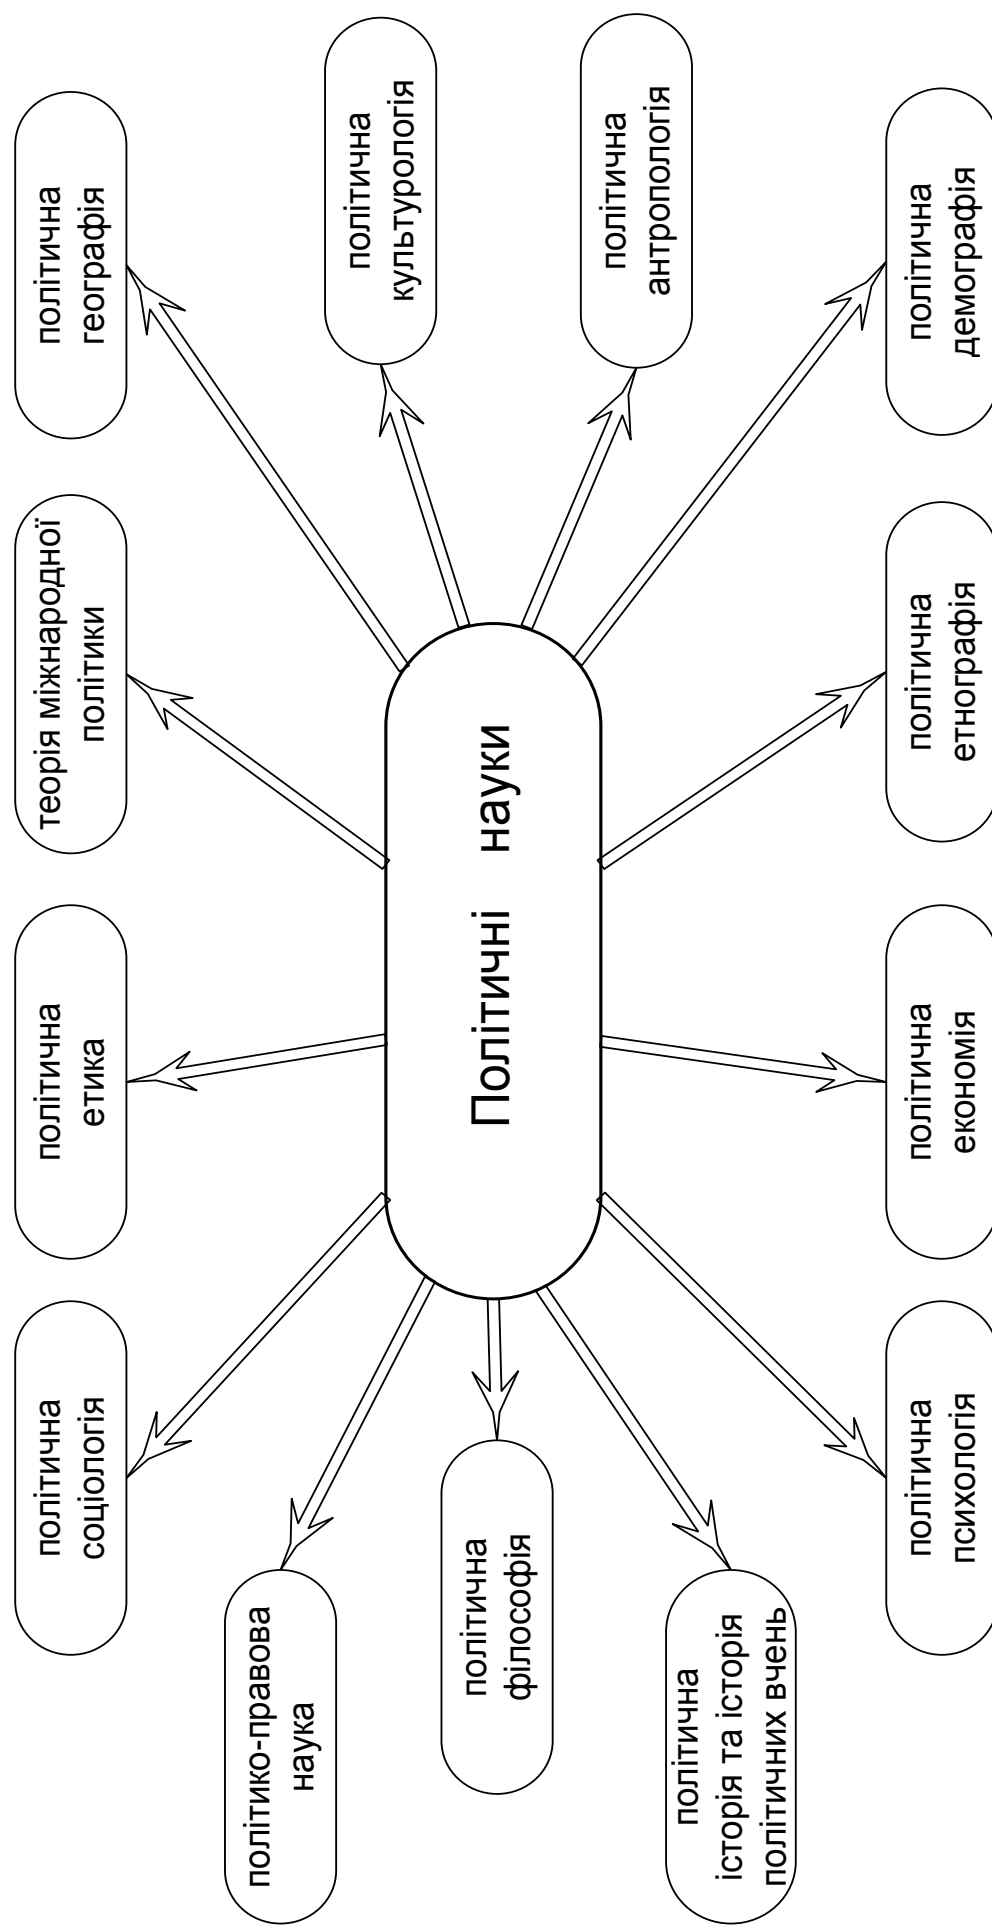 політична
соціологія
політична
етика
теорія міжнародної
політики
політична
географія
політико-правова
наука
політична
культурологія
політична
філософія
Політичні науки
політична
антропологія
політична
історія та історія
політичних вчень
політична
психологія
політична
економія
політична
етнографія
політична
демографія